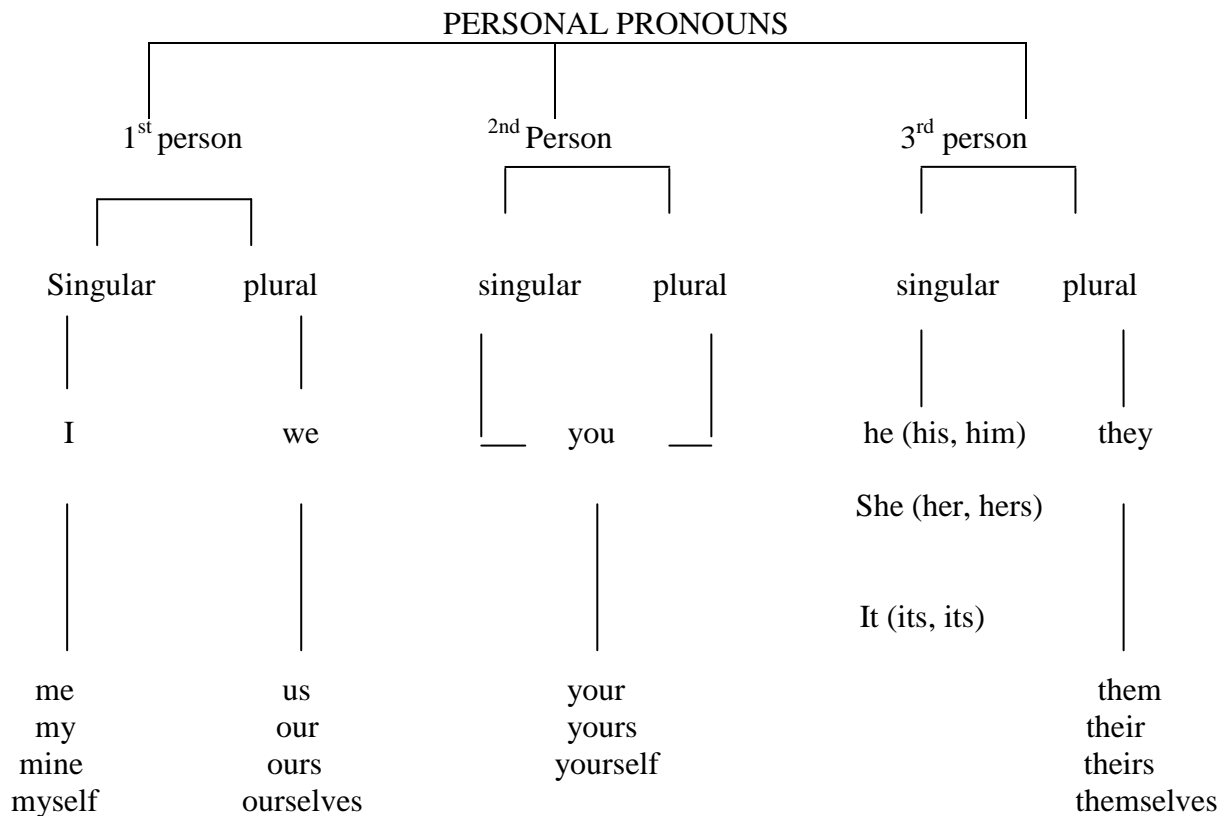 PERSONAL PRONOUNS
1st person 2nd Person 3rd person
Singular plural singular plural singular plural
I we you he (his, him) they
She (her, hers)
It (its, its)
me us your them
my our yours their
mine ours yourself theirs
myself ourselves themselves